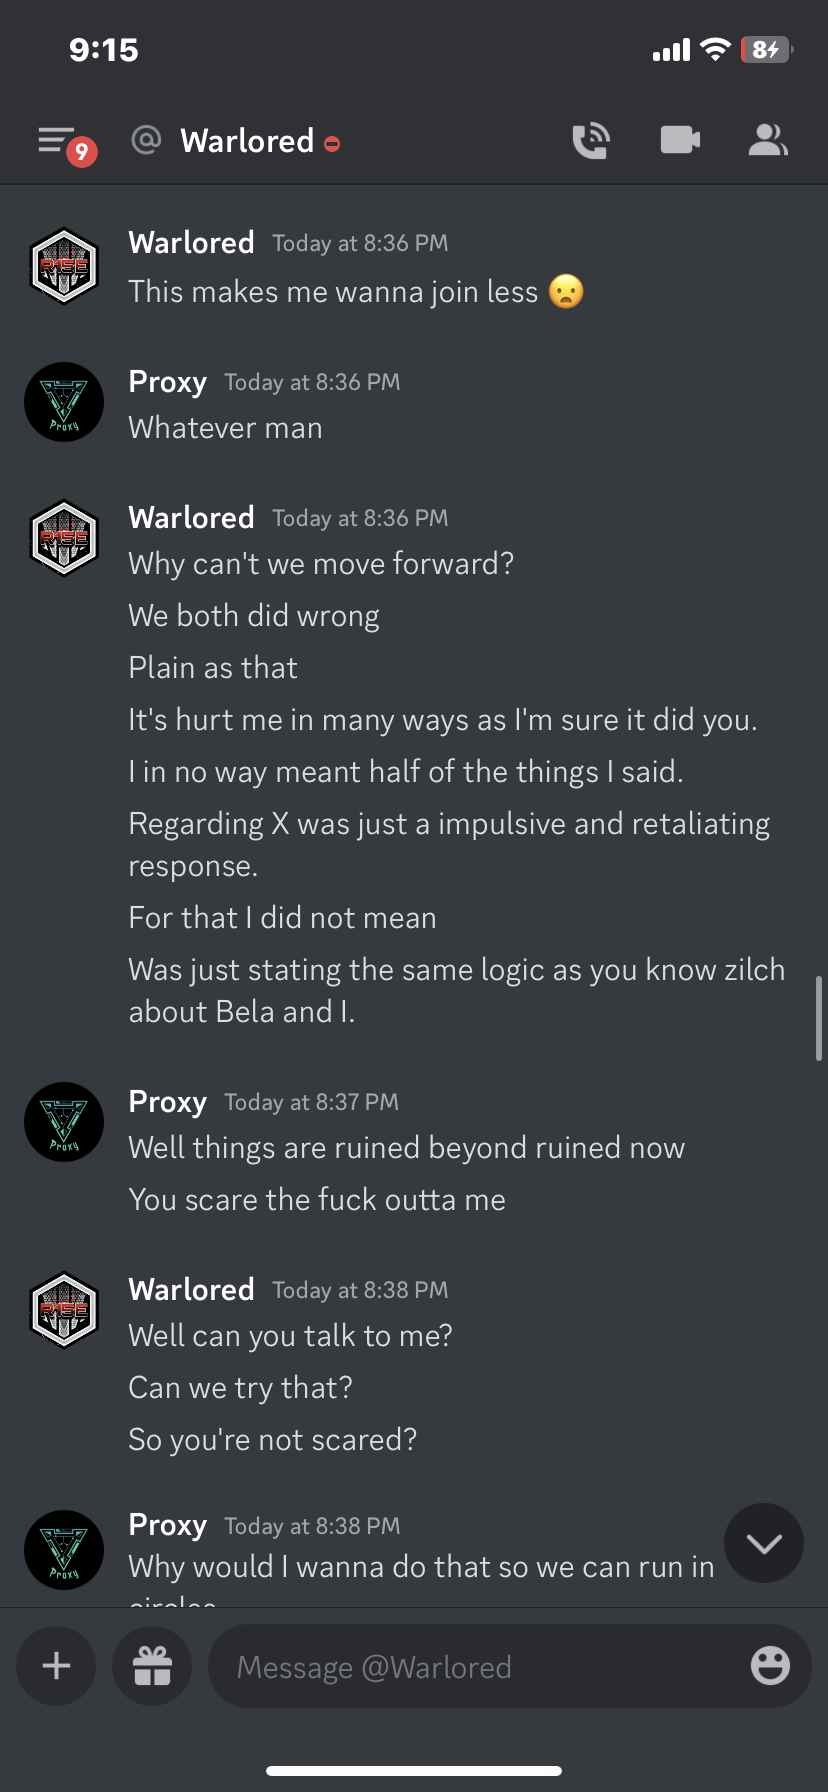 9:15
8
9
Warlored
Warlored Today at 8:36 PM
R1SE
This makes me wanna join less
Proxy Today at 8:36 PM
Proxy
Whatever man
Warlored Today at 8:36 PM
R1SE
Why can't we move forward?
We both did wrong
Plain as that
It's hurt me in many ways as I'm sure it did you.
I in no way meant half of the things I said.
Regarding X was just a impulsive and retaliating
response.
For that I did not mean
Was just stating the same logic as you know zilch
about Bela and I.
Proxy Today at 8:37 PM
Proxy
Well things are ruined beyond ruined now
You scare the fuck outta me
Warlored Today at 8:38 PM
R1SE
Well can you talk to me?
Can we try that?
So you're not scared?
Proxy Today at 8:38 PM
Proxy
Why would I wanna do that so we can run in
circles
Message @Warlored